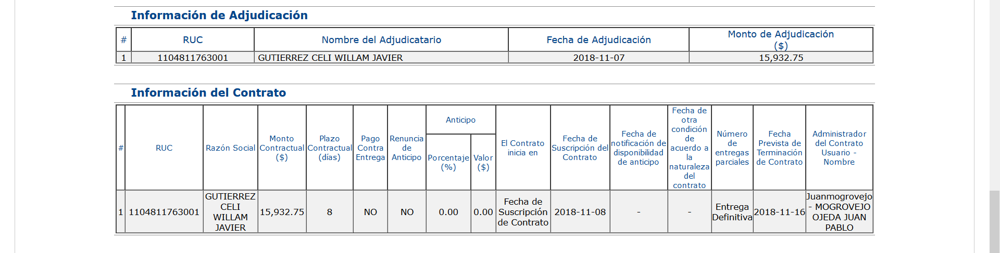 Información de Adjudicación
# RUC Nombre del Adjudicatario Fecha de Adjudicación Monto de Adjudicación ($)
1 1104811763001 GUTIERREZ CELI WILLAM JAVIER 2018-11-07 15,932.75
Información del Contrato
#
RUC
Razón Social
Monto
Contractual
($)
Plazo
Contractual
(días)
Pago
Contra
Entrega
Renuncia
de
Anticipo
Anticipo
Porcentaje
(%)
Valor
($)
El Contrato
inicia en
Fecha de
Suscripción del
Contrato
Fecha de
notificación de
disponibilidad
de anticipo
Fecha de
otra
condición
de
acuerdo a
la
naturaleza
del
contrato
Número
de
entregas
parciales
Fecha
Prevista de
Terminación
de Contrato
Administrador
del Contrato
Usuario -
Nombre
1
1104811763001
GUTIERREZ
CELI
WILLAM
JAVIER
15,932.75
8
NO
NO
0.00
0.00
Fecha de
Suscripción
de Contrato
2018-11-08
-
-
Entrega
Definitiva
2018-11-16
Juanmogrovejo
- MOGROVEJO
OJEDA JUAN
PABLO